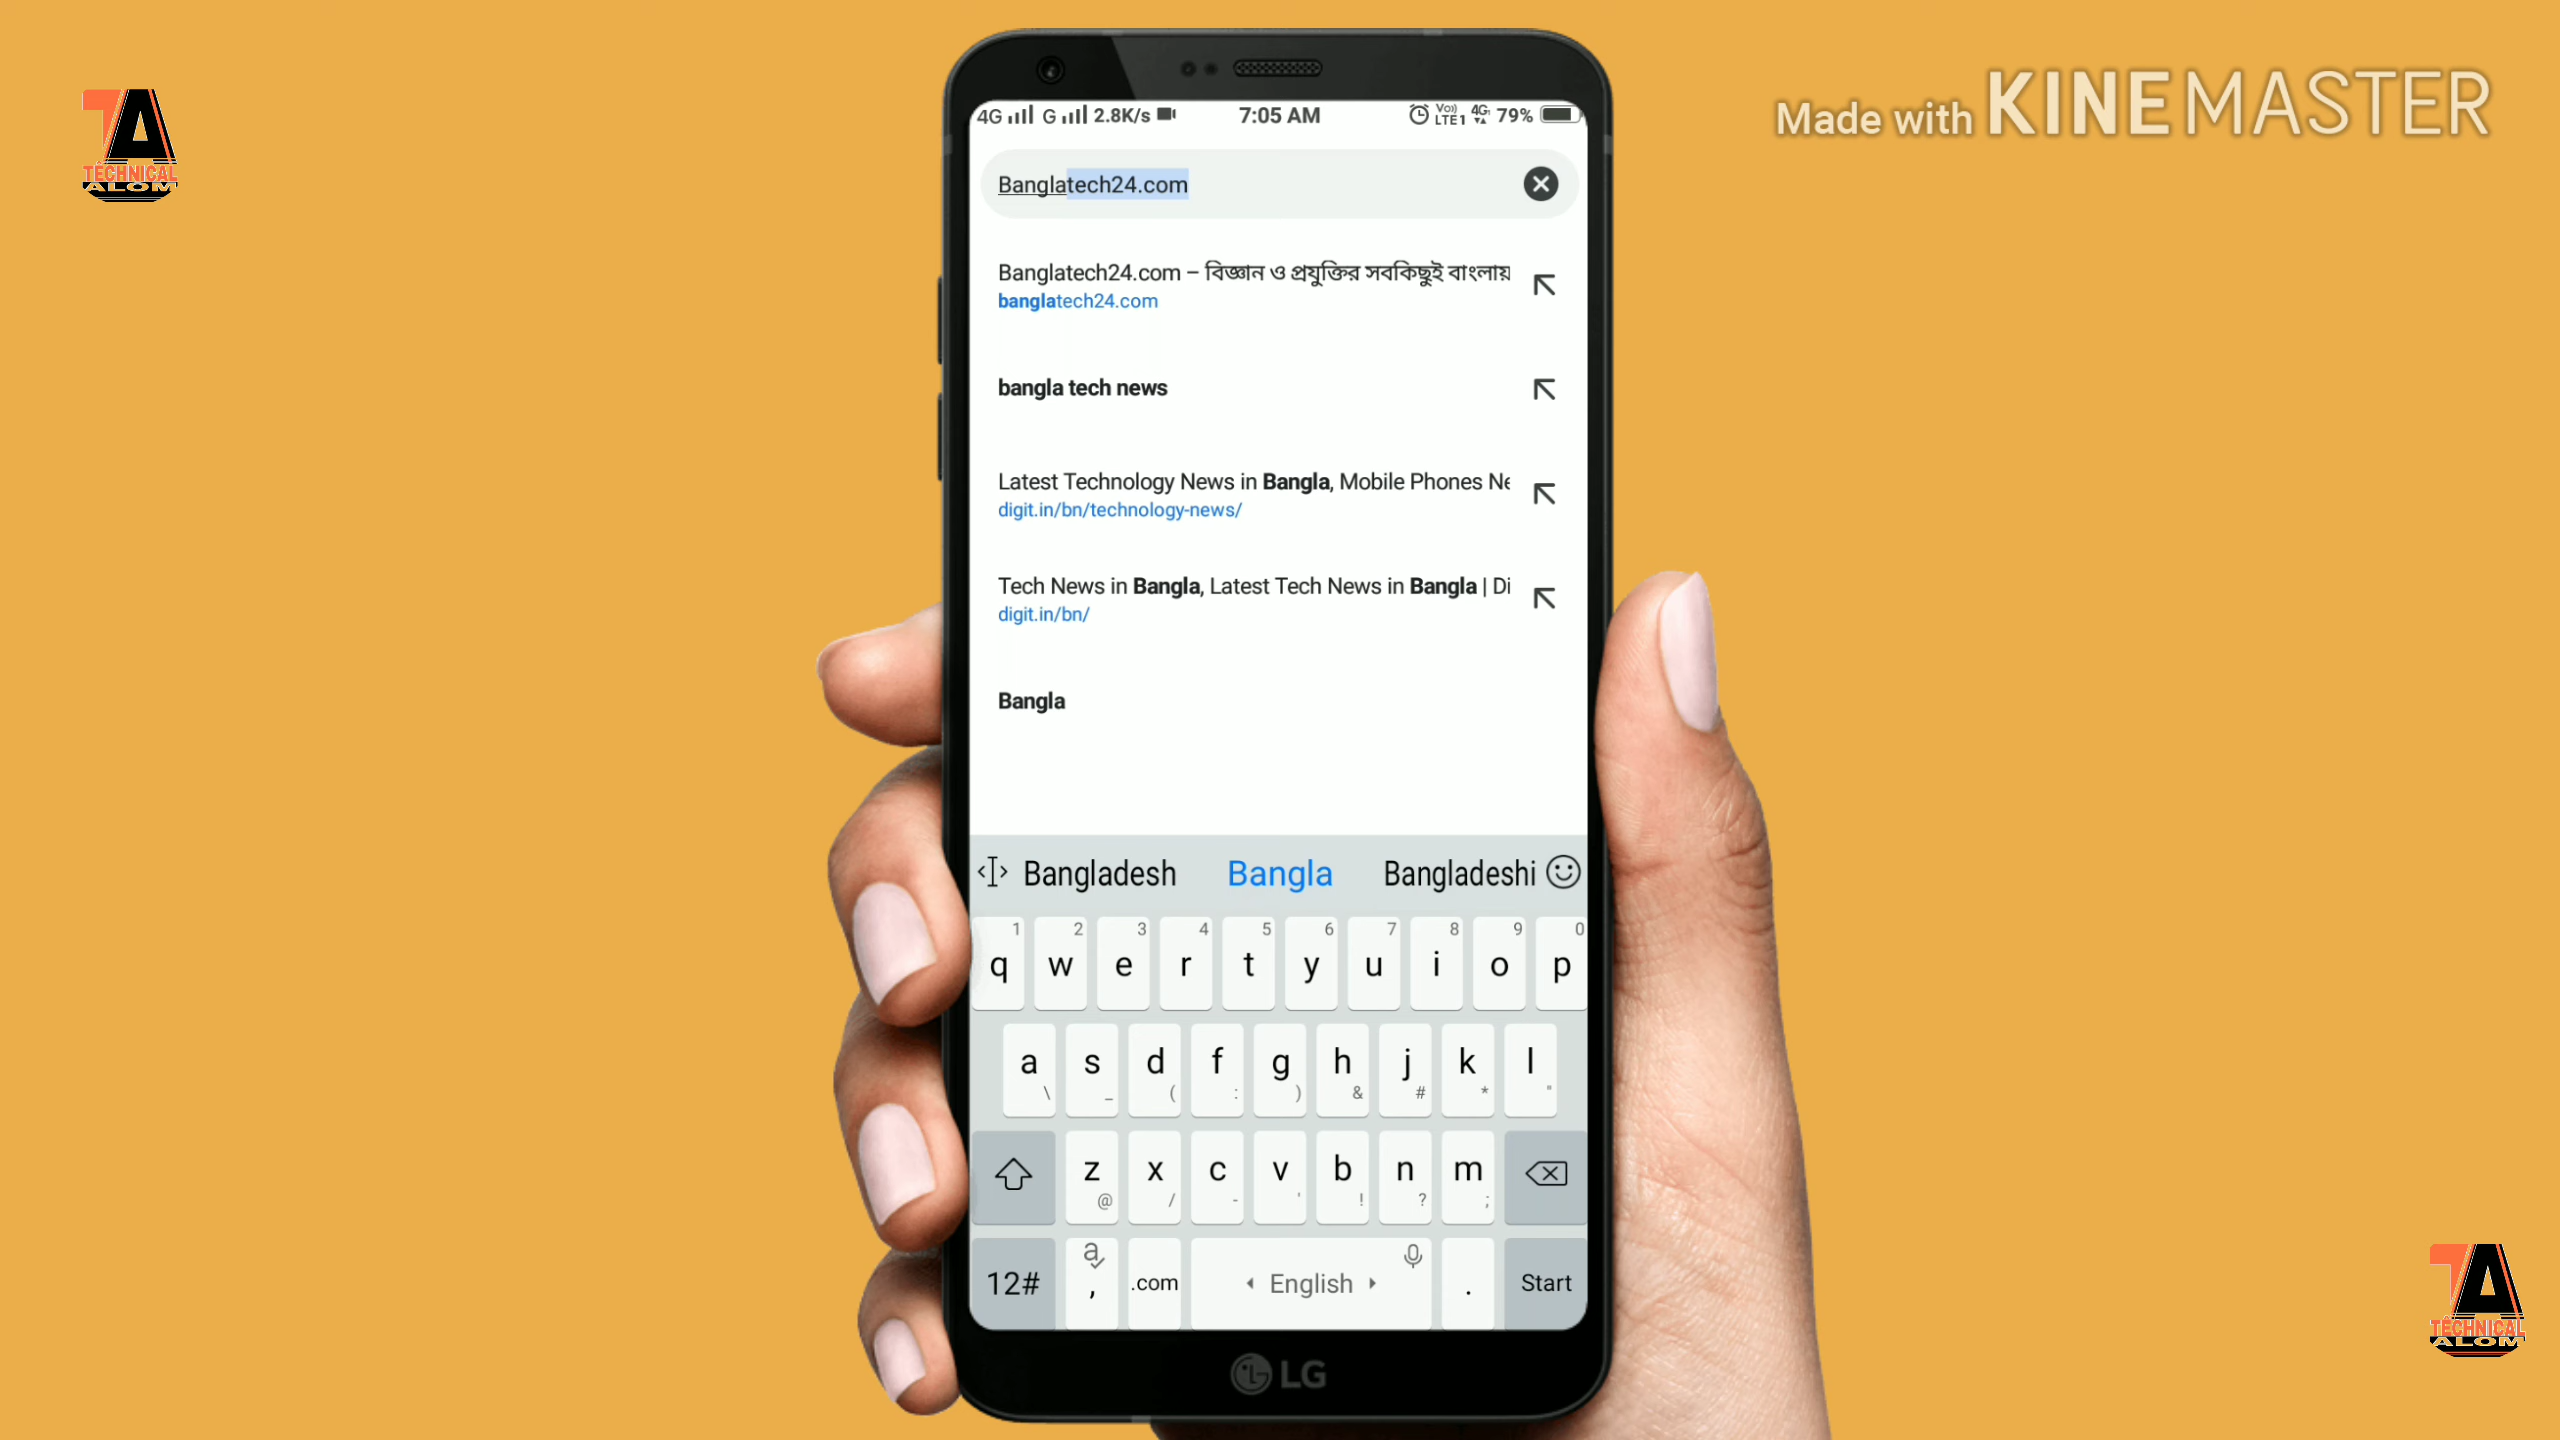 TECHNICAL
ALOM
Made with KINEMASTER
4G G 2.8K/s 7:05 AM Vo)) LTE1 4G 79%
Banglatech24.com
Banglatech24.com – বিজ্ঞান ও প্রযুক্তির সবকিছুই বাংলায়
banglatech24.com
bangla tech news
Latest Technology News in Bangla, Mobile Phones Ne
digit.in/bn/technology-news/
Tech News in Bangla, Latest Tech News in Bangla | Di
digit.in/bn/
Bangla
Bangladesh Bangla Bangladeshi
1 2 3 4 5 6 7 8 9 0
q w e r t y u i o p
a s d f g h j k l
\ _ ( : ) & # * "
z x c v b n m
@ / - ' ! ? ;
12# , .com English . Start
LG
TECHNICAL
ALOM